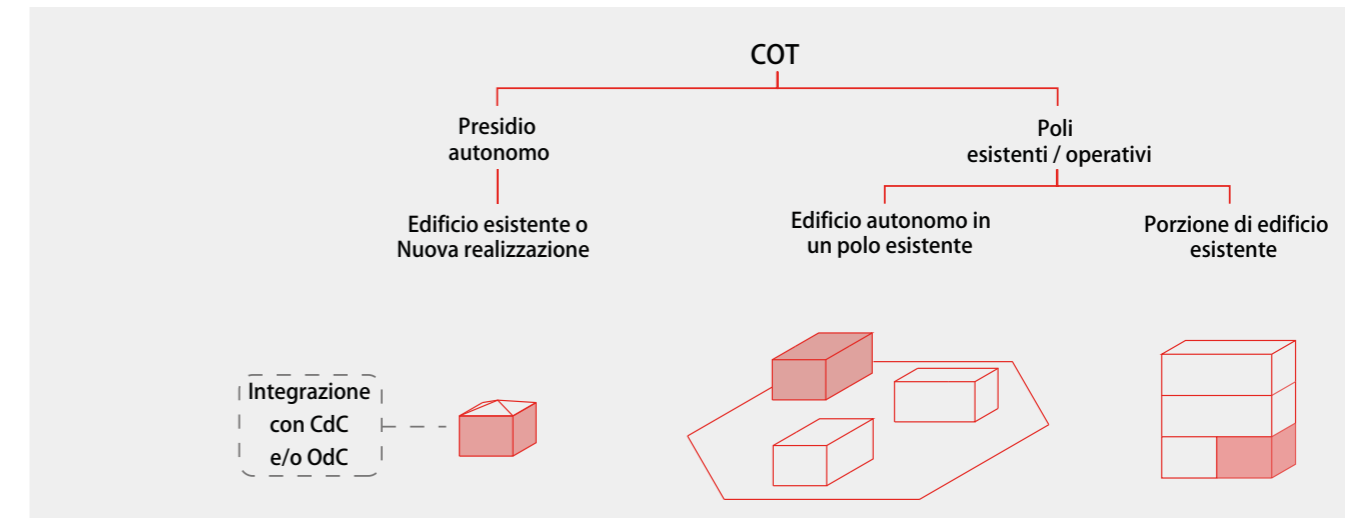 COT
Presidio
autonomo
Poli
esistenti / operativi
Edificio esistente o
Nuova realizzazione
Edificio autonomo in
un polo esistente
Porzione di edificio
esistente
Integrazione
con CdC
e/o OdC